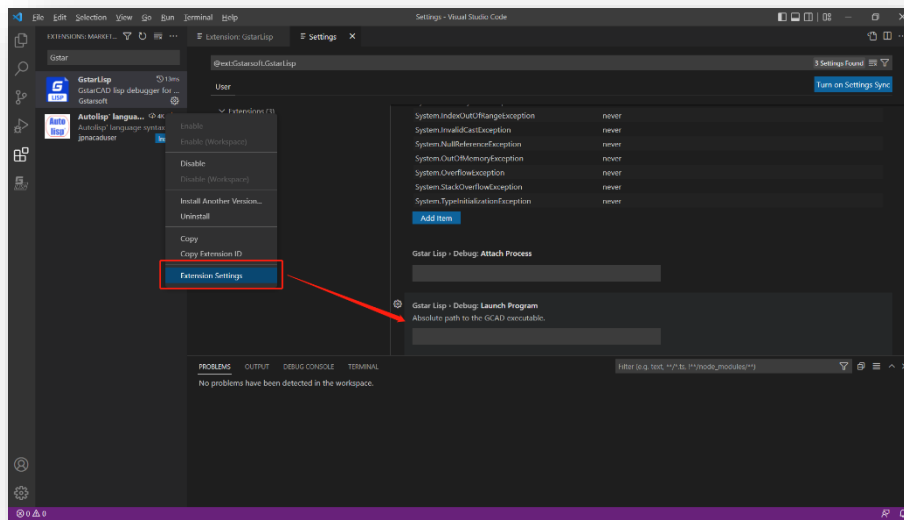 File Edit Selection View Go Run Terminal Help
Settings - Visual Studio Code
EXTENSIONS: MARKET...
Extension: GstarLisp
Settings
Gstar
@ext:Gstarsoft.GstarLisp
3 Settings Found
User
Turn on Settings Sync
G
LISP
GstarLisp
13ms
GstarCAD lisp debugger for ...
Gstarsoft
Auto
lisp
Autolisp' langua...
Autolisp' language syntax
jpnacaduser
Extensions (3)
Enable
Enable (Workspace)
Disable
Disable (Workspace)
Install Another Version...
Uninstall
Copy
Copy Extension ID
Extension Settings
System.IndexOutOfRangeException never
System.InvalidCastException never
System.NullReferenceException never
System.OutOfMemoryException never
System.OverflowException never
System.StackOverflowException never
System.TypeInitializationException never
Add Item
Gstar Lisp › Debug: Attach Process
Gstar Lisp › Debug: Launch Program
Absolute path to the GCAD executable.
PROBLEMS OUTPUT DEBUG CONSOLE TERMINAL
Filter (e.g. text, **/*.ts, !**/node_modules/**)
No problems have been detected in the workspace.
0 0